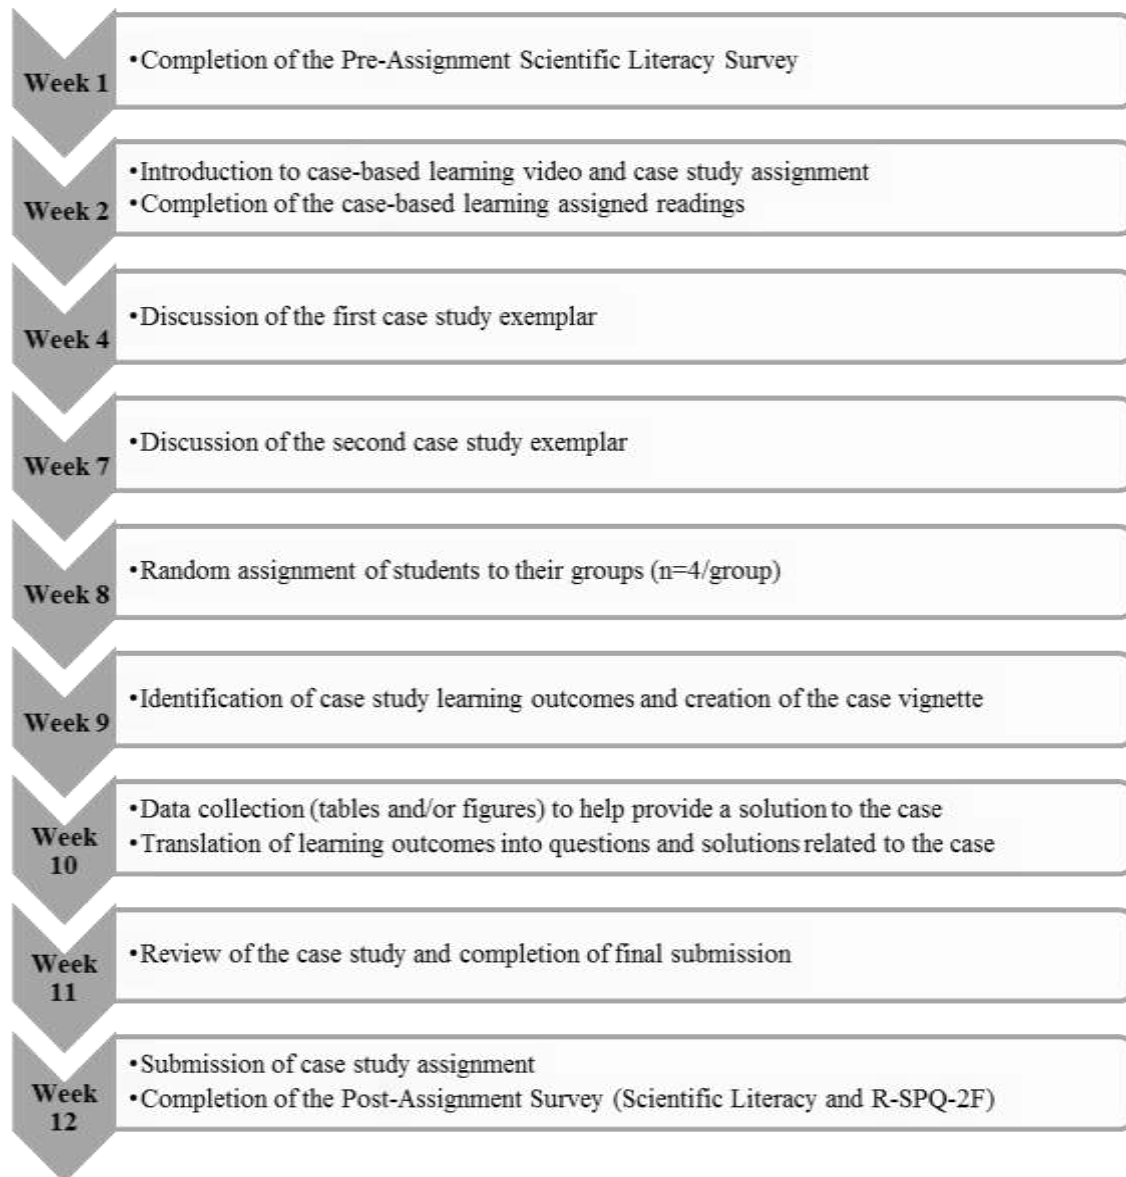 Week 1
•Completion of the Pre-Assignment Scientific Literacy Survey
Week 2
•Introduction to case-based learning video and case study assignment
•Completion of the case-based learning assigned readings
Week 4
•Discussion of the first case study exemplar
Week 7
•Discussion of the second case study exemplar
Week 8
•Random assignment of students to their groups (n=4/group)
Week 9
•Identification of case study learning outcomes and creation of the case vignette
Week
10
•Data collection (tables and/or figures) to help provide a solution to the case
•Translation of learning outcomes into questions and solutions related to the case
Week
11
•Review of the case study and completion of final submission
Week
12
•Submission of case study assignment
•Completion of the Post-Assignment Survey (Scientific Literacy and R-SPQ-2F)